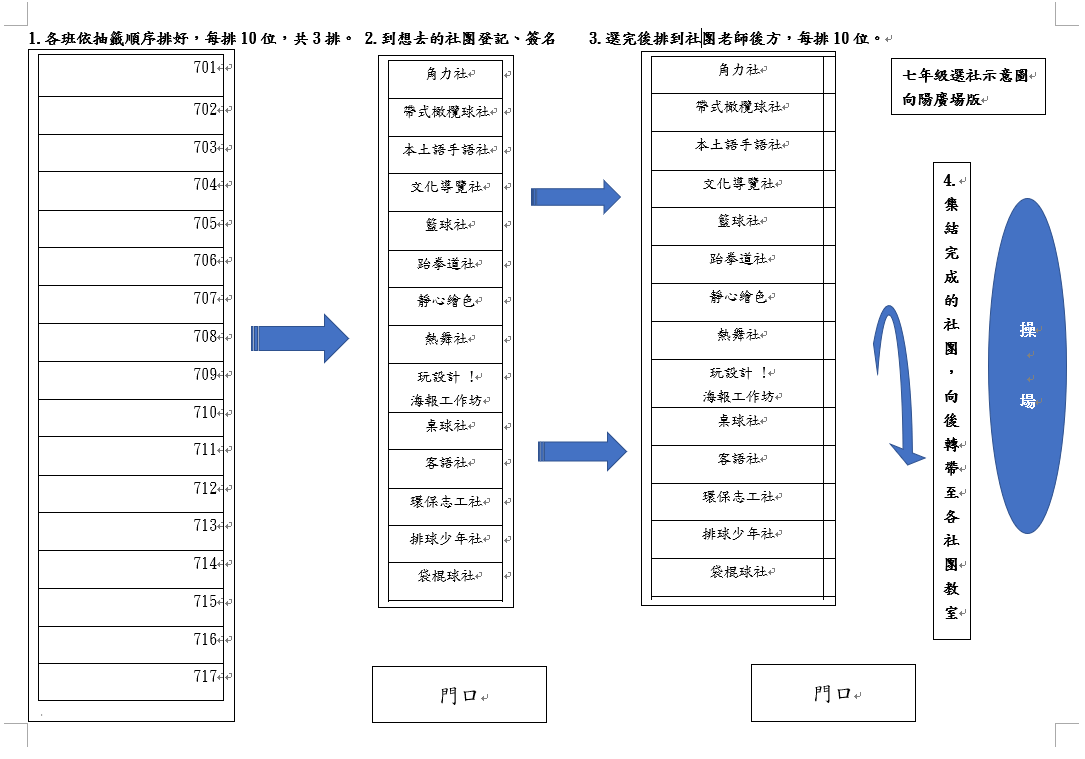 1.各班依抽籤順序排好，每排10位，共3排。 2.到想去的社團登記、簽名 3.選完後排到社團老師後方，每排10位。
701
702
703
704
705
706
707
708
709
710
711
712
713
714
715
716
717
角力社
帶式橄欖球社
本土語手語社
文化導覽社
籃球社
跆拳道社
靜心繪色
熱舞社
玩設計！
海報工作坊
桌球社
客語社
環保志工社
排球少年社
袋棍球社
門口
角力社
帶式橄欖球社
本土語手語社
文化導覽社
籃球社
跆拳道社
靜心繪色
熱舞社
玩設計！
海報工作坊
桌球社
客語社
環保志工社
排球少年社
袋棍球社
門口
七年級選社示意圖
向陽廣場版
4.
集
結
完
成
的
社
團
，
向
後
轉
帶
至
各
社
團
教
室
操
場